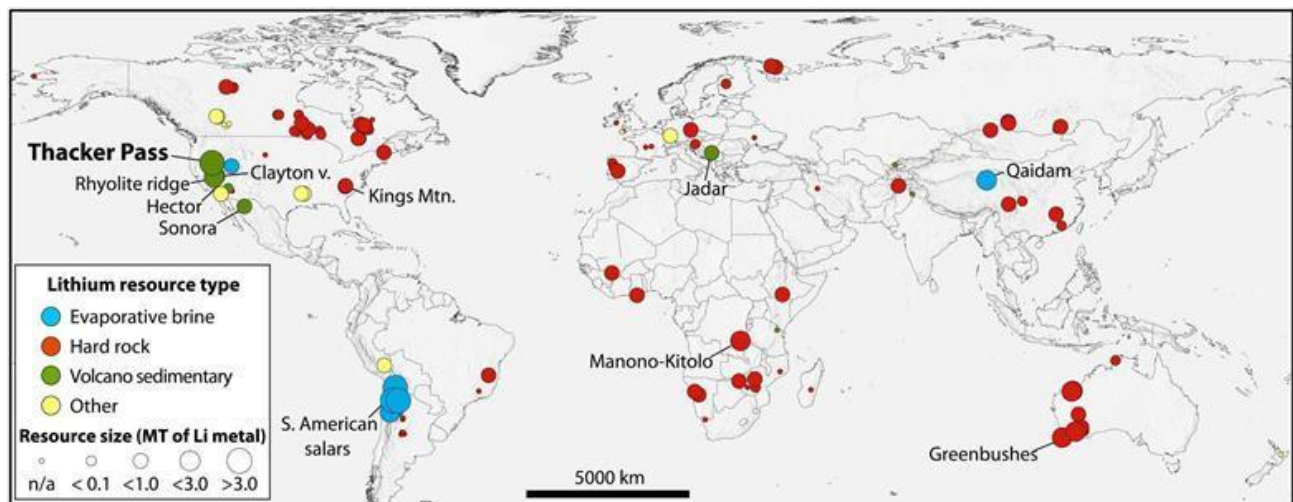 Thacker Pass
Rhyolite ridge
Clayton v.
Hector
Sonora
Kings Mtn.
Jadar
Qaidam
Manono-Kitolo
S. American
salars
Greenbushes
Lithium resource type
Evaporative brine
Hard rock
Volcano sedimentary
Other
Resource size (MT of Li metal)
n/a < 0.1 <1.0 <3.0 >3.0
5000 km